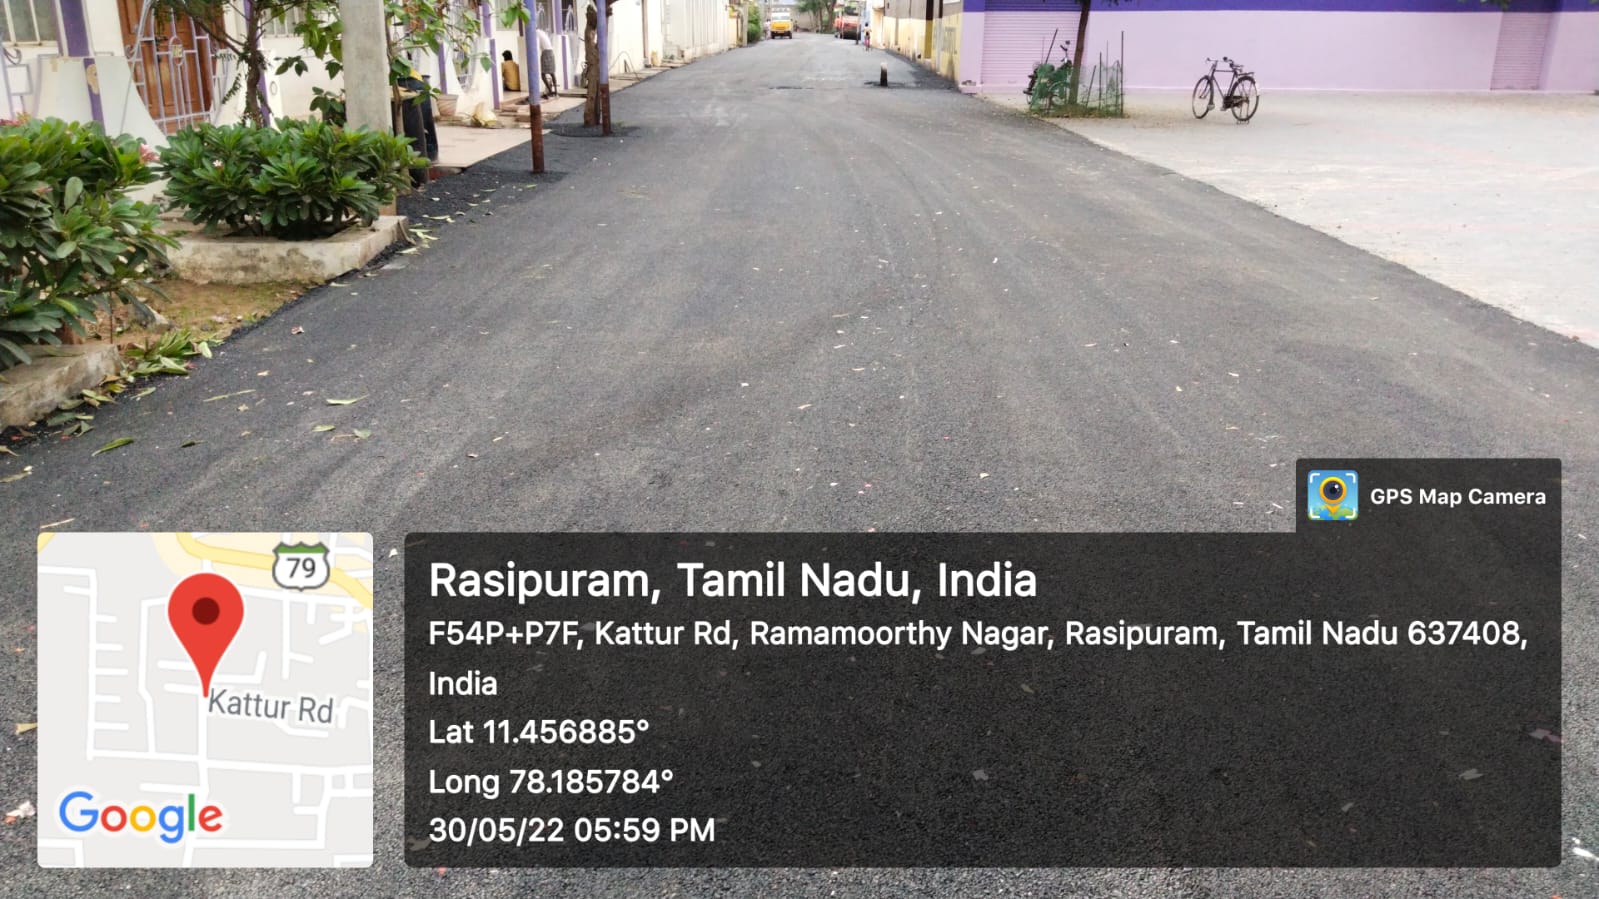 GPS Map Camera
79
Kattur Rd
Google
Rasipuram, Tamil Nadu, India
F54P+P7F, Kattur Rd, Ramamoorthy Nagar, Rasipuram, Tamil Nadu 637408,
India
Lat 11.456885°
Long 78.185784°
30/05/22 05:59 PM